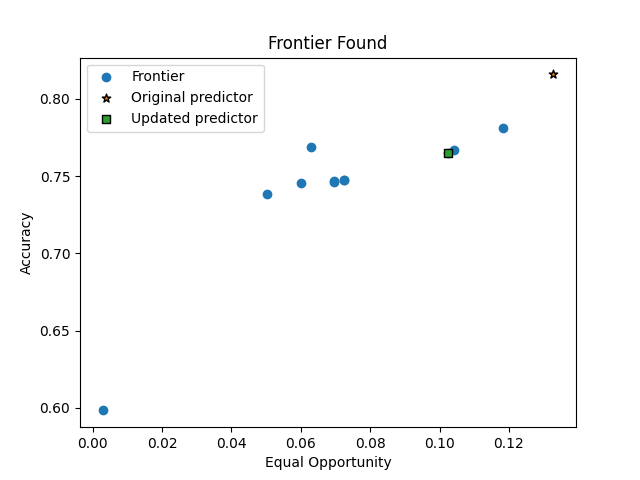 Frontier Found
Frontier
Original predictor
Updated predictor
Accuracy
0.80
0.75
0.70
0.65
0.60
0.00 0.02 0.04 0.06 0.08 0.10 0.12
Equal Opportunity